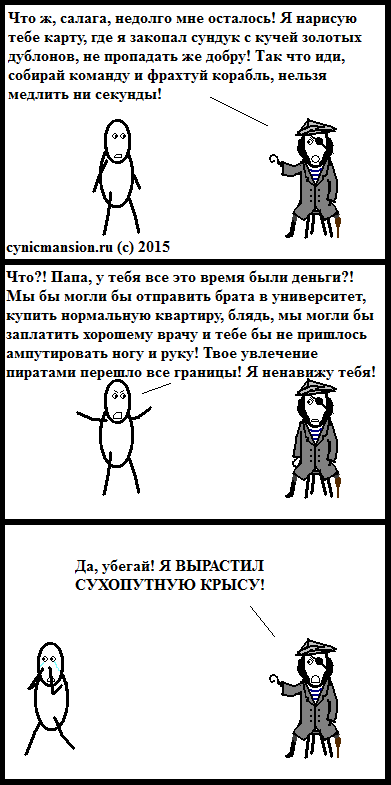 Что ж, салага, недолго мне осталось! Я нарисую
тебе карту, где я закопал сундук с кучей золотых
дублонов, не пропадать же добру! Так что иди,
собирай команду и фрахтуй корабль, нельзя
медлить ни секунды!
cynicmansion.ru (c) 2015
Что?! Папа, у тебя все это время были деньги?!
Мы бы могли бы отправить брата в университет,
купить нормальную квартиру, блядь, мы могли бы
заплатить хорошему врачу и тебе бы не пришлось
ампутировать ногу и руку! Твое увлечение
пиратами перешло все границы! Я ненавижу тебя!
Да, убегай! Я ВЫРАСТИЛ
СУХОПУТНУЮ КРЫСУ!